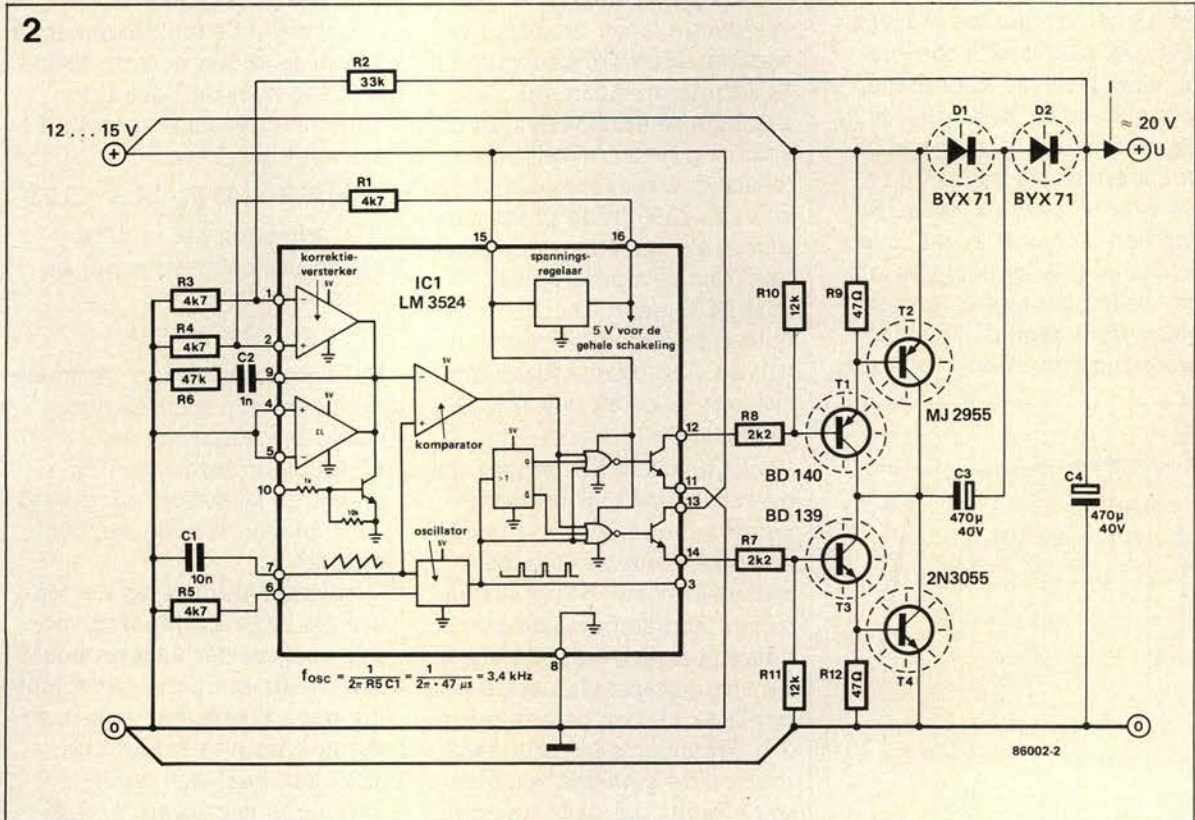 2
R2
33k
12 ... 15 V
+
R1
4k7
I
≈ 20 V
+
U
D1
D2
BYX 71
BYX 71
15
16
korrektie-
versterker
IC1
LM 3524
spannings-
regelaar
5 V voor de
gehele schakeling
R3
4k7
1
5V
R4
4k7
2
C2
R6
47k
1n
9
4
5V
CL
5
10
1k
10k
5V
komparator
5V
oscillator
5V
C1
10n
7
R5
4k7
6
8
> T
Q
Q̄
12
11
13
14
3
R10
12k
R9
47Ω
T2
MJ 2955
T1
R8
2k2
BD 140
BD 139
R7
2k2
T3
C3
470µ
40V
C4
470µ
40V
2N3055
T4
R11
12k
R12
47Ω
fosc = 1 / 2π R5 C1 = 1 / 2π · 47 µs = 3,4 kHz
0
0
86002-2